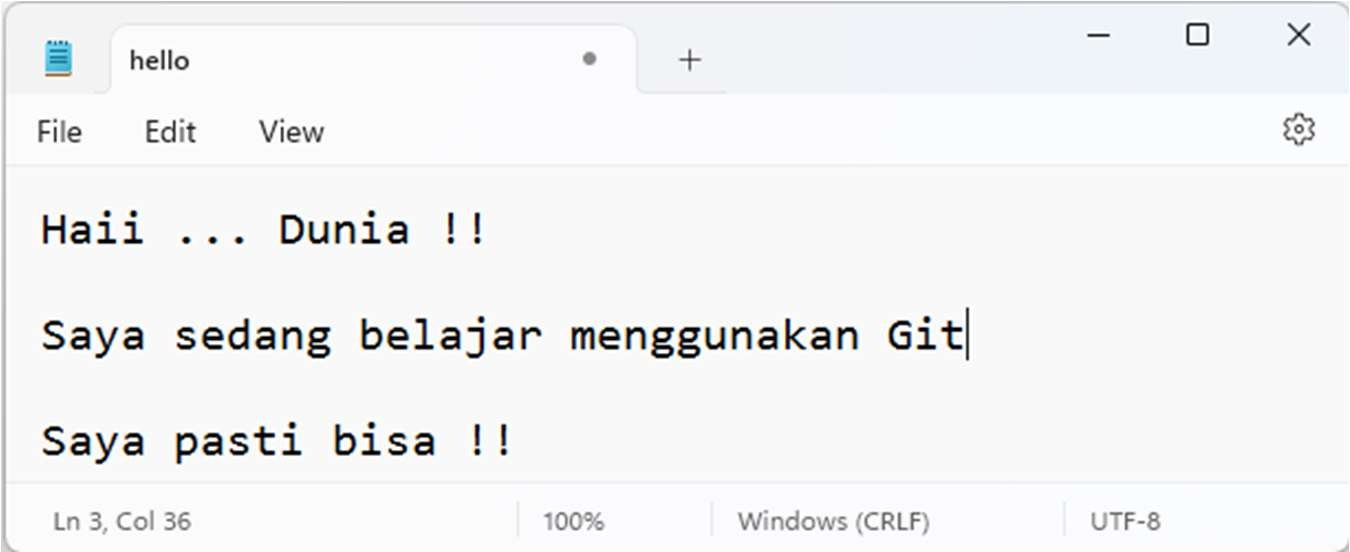 hello
File Edit View
Haii ... Dunia !!
Saya sedang belajar menggunakan Git
Saya pasti bisa !!
Ln 3, Col 36 100% Windows (CRLF) UTF-8